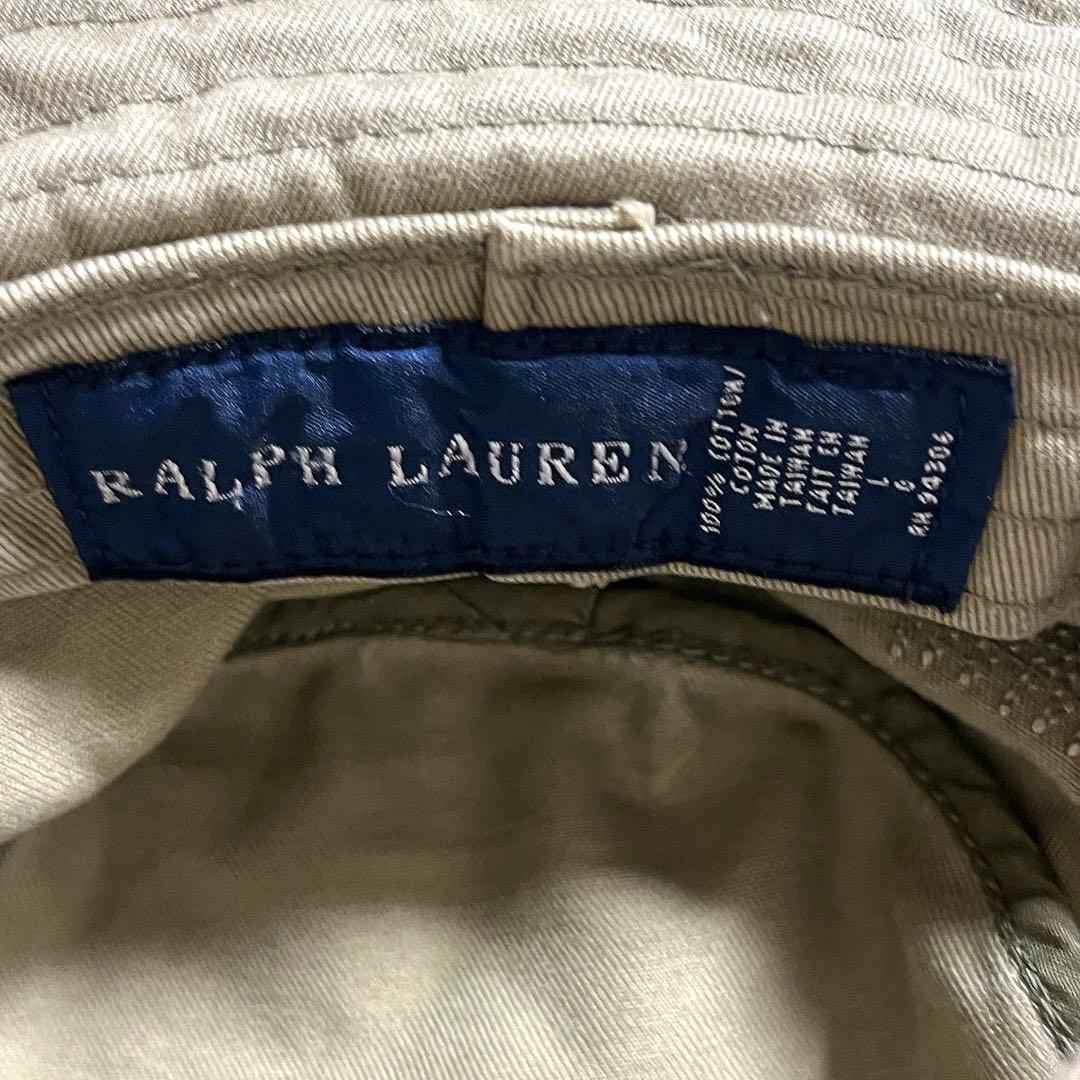 RALPH LAUREN
100% COTTON/
COTON
MADE IN
TAIWAN
FAIT EN
TAIWAN
L
G
RN 94306